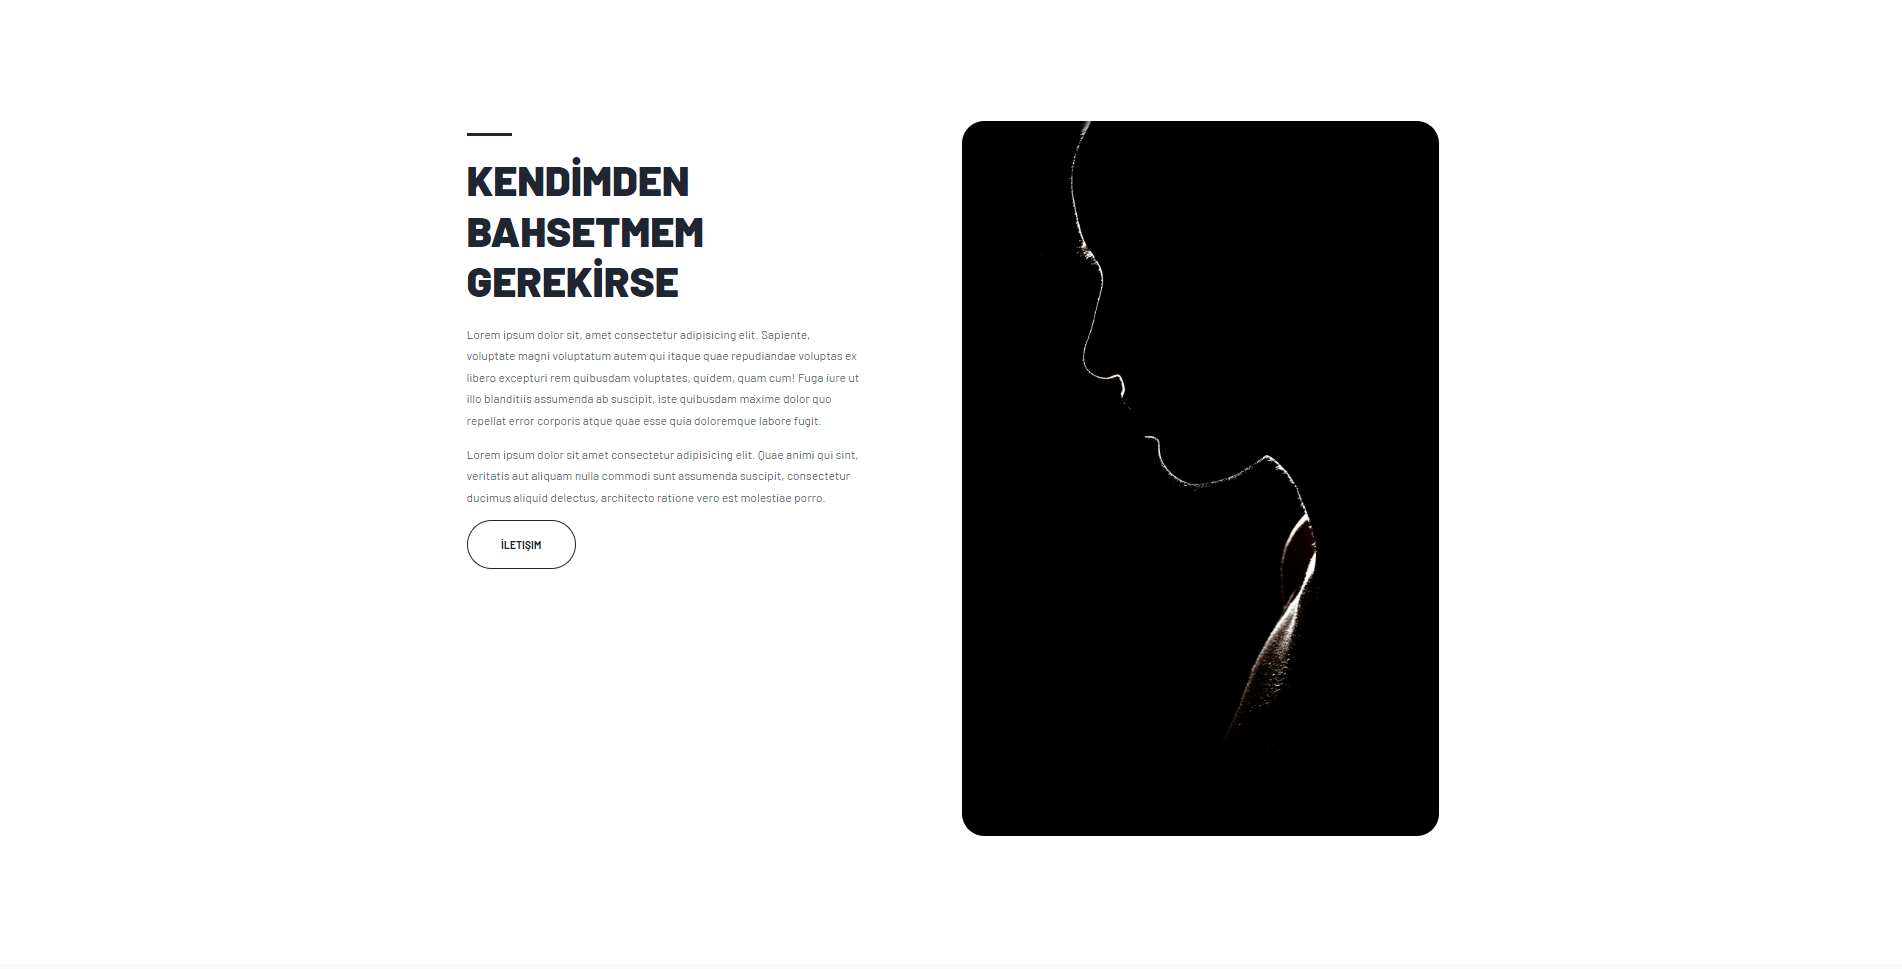 KENDİMDEN
BAHSETMEM
GEREKİRSE
Lorem ipsum dolor sit, amet consectetur adipisicing elit. Sapiente,
voluptate magni voluptatum autem qui itaque quae repudiandae voluptas ex
libero excepturi rem quibusdam voluptates, quidem, quam cum! Fuga iure ut
illo blanditiis assumenda ab suscipit, iste quibusdam maxime dolor quo
repellat error corporis atque quae esse quia doloremque labore fugit.
Lorem ipsum dolor sit amet consectetur adipisicing elit. Quae animi qui sint,
veritatis aut aliquam nulla commodi sunt assumenda suscipit, consectetur
ducimus aliquid delectus, architecto ratione vero est molestiae porro.
İLETIŞIM